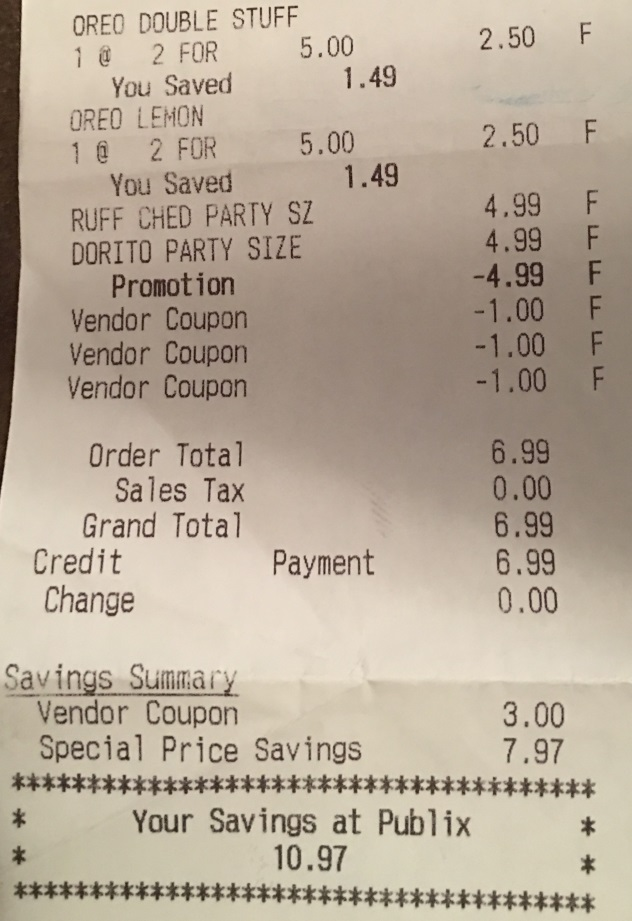 OREO DOUBLE STUFF
1 @ 2 FOR 5.00 2.50 F
You Saved 1.49
OREO LEMON
1 @ 2 FOR 5.00 2.50 F
You Saved 1.49
RUFF CHED PARTY SZ 4.99 F
DORITO PARTY SIZE 4.99 F
Promotion -4.99 F
Vendor Coupon -1.00 F
Vendor Coupon -1.00 F
Vendor Coupon -1.00 F
Order Total 6.99
Sales Tax 0.00
Grand Total 6.99
Credit Payment 6.99
Change 0.00
Savings Summary
Vendor Coupon 3.00
Special Price Savings 7.97
****************************************
* Your Savings at Publix *
* 10.97 *
****************************************